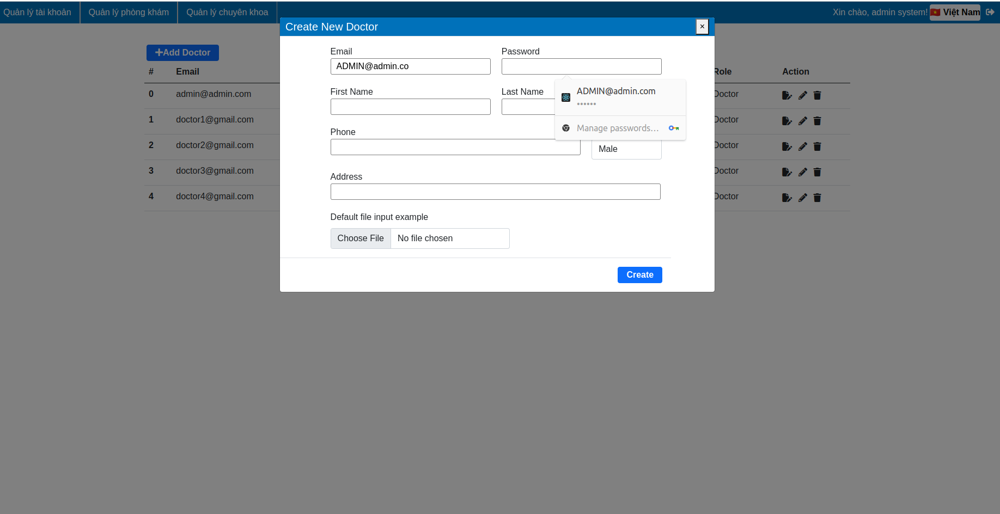 Quản lý tài khoản Quản lý phòng khám Quản lý chuyên khoa Xin chào, admin system! Việt Nam
Create New Doctor ×
Add Doctor
Email Password
ADMIN@admin.co
# Email Role Action
ADMIN@admin.com
••••••
First Name Last Name
0 admin@admin.com Doctor
1 doctor1@gmail.com Doctor
Manage passwords...
Phone
2 doctor2@gmail.com Doctor
Male
3 doctor3@gmail.com Doctor
Address
4 doctor4@gmail.com Doctor
Default file input example
Choose File No file chosen
Create